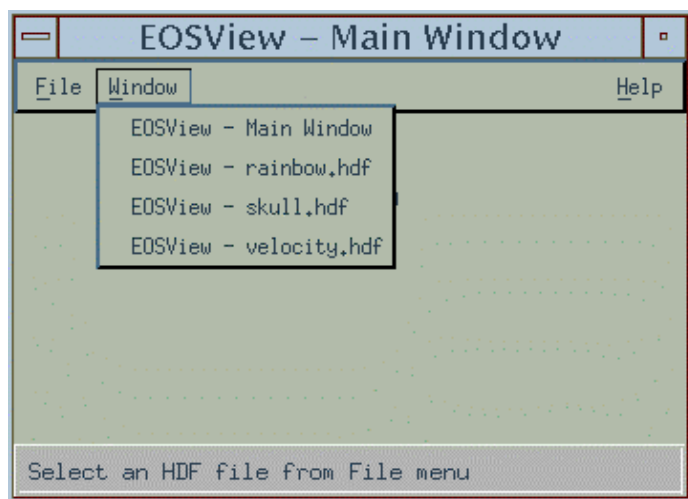 EOSView – Main Window
File Window Help
EOSView - Main Window
EOSView - rainbow.hdf
EOSView - skull.hdf
EOSView - velocity.hdf
Select an HDF file from File menu